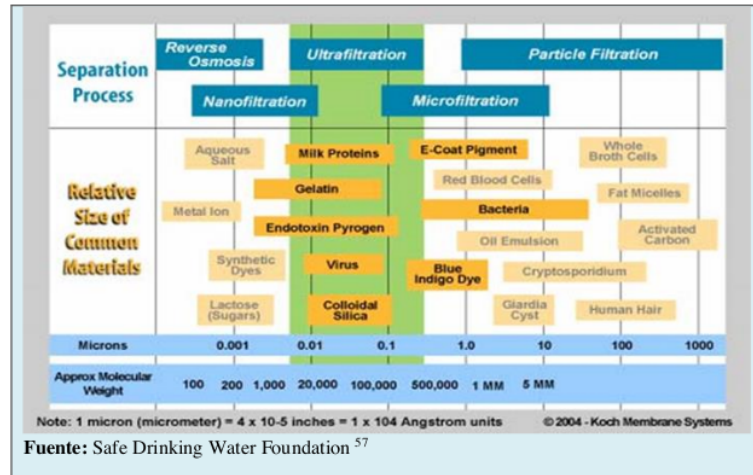 Reverse
Osmosis
Ultrafiltration
Particle Filtration
Separation
Process
Nanofiltration
Microfiltration
Aqueous
Salt
Milk Proteins
E-Coat Pigment
Whole
Broth Cells
Gelatin
Red Blood Cells
Fat Micelles
Relative
Size of
Common
Materials
Metal Ion
Bacteria
Endotoxin Pyrogen
Oil Emulsion
Activated
Carbon
Synthetic
Dyes
Virus
Blue
Indigo Dye
Cryptosporidium
Lactose
(Sugars)
Colloidal
Silica
Giardia
Cyst
Human Hair
Microns 0.001 0.01 0.1 1.0 10 100 1000
Approx Molecular
Weight
100 200 1,000 20,000 100,000 500,000 1 MM 5 MM
Note: 1 micron (micrometer) = 4 x 10-5 inches = 1 x 104 Angstrom units © 2004 - Koch Membrane Systems
Fuente: Safe Drinking Water Foundation 57